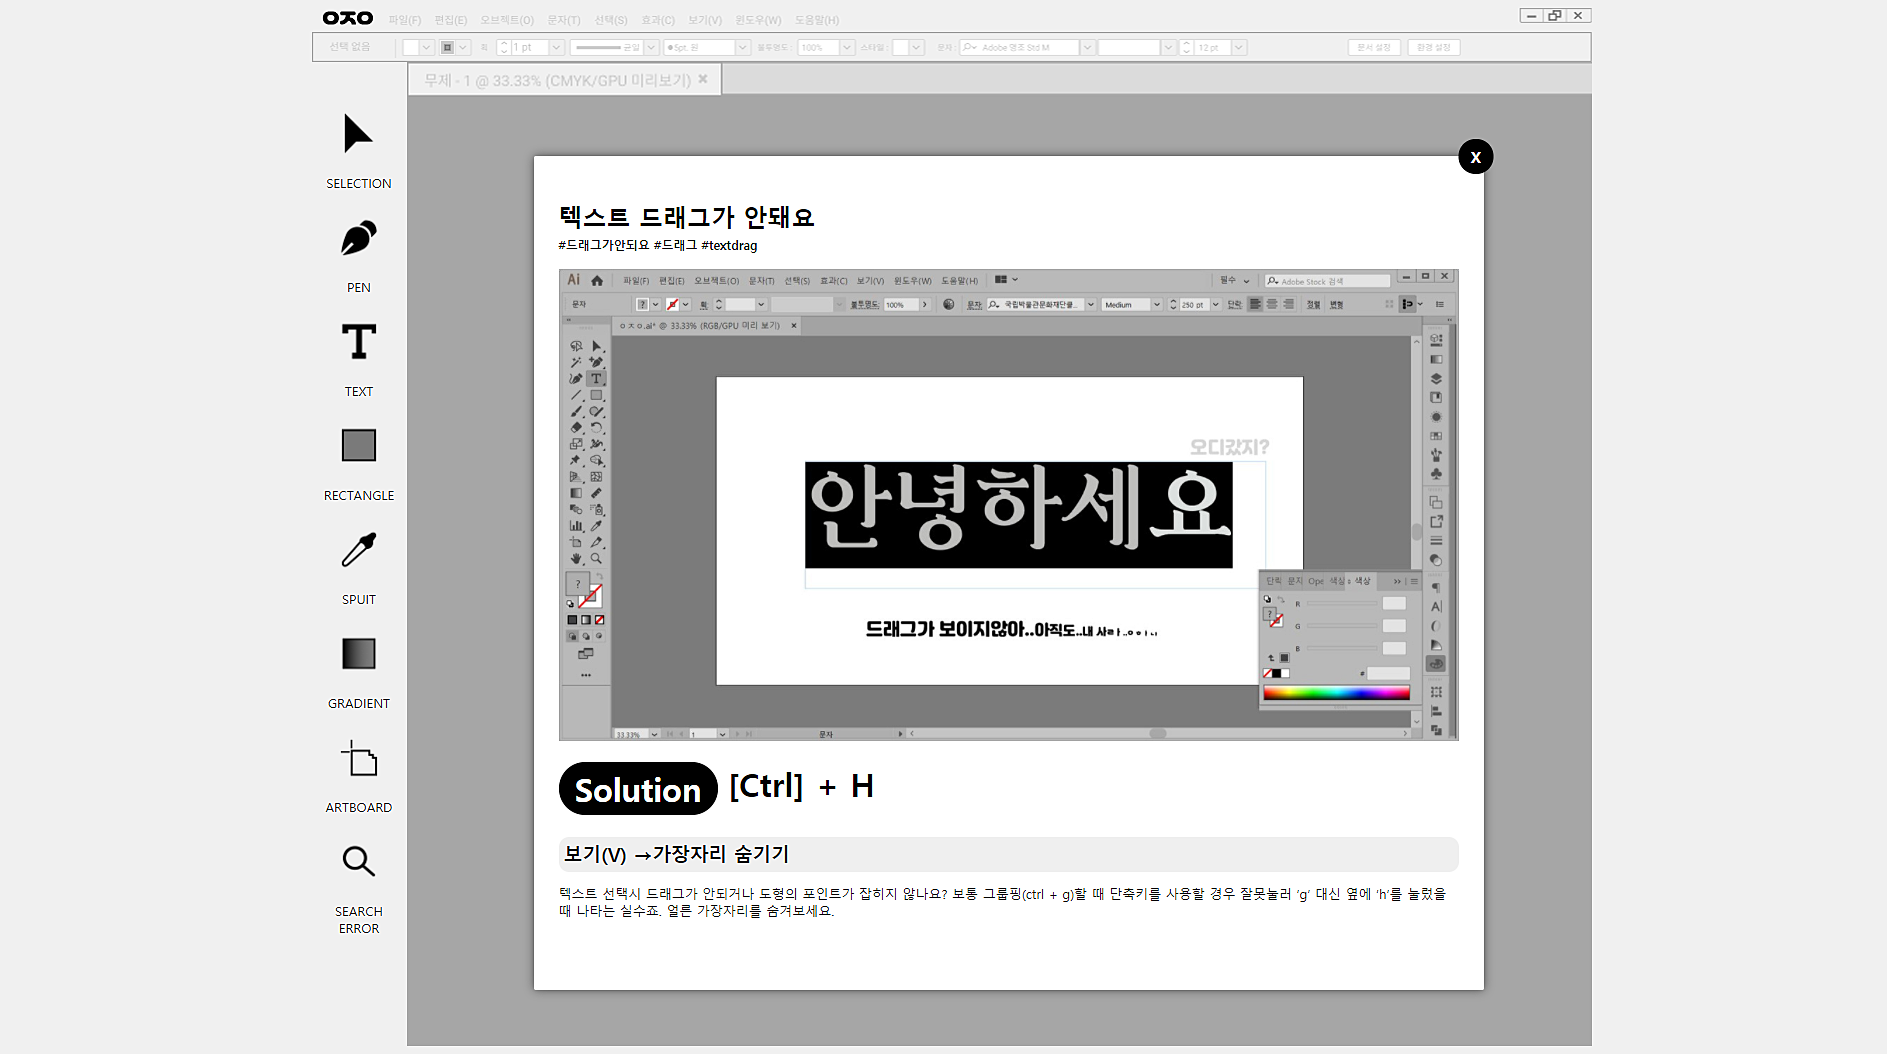 ㅇㅈㅇ 파일(F) 편집(E) 오브젝트(O) 문자(T) 선택(S) 효과(C) 보기(V) 윈도우(W) 도움말(H)
선택 없음 획: 1 pt 균일 5pt. 원 불투명도: 100% 스타일: 문자: Adobe 명조 Std M 12 pt 문서 설정 환경 설정
무제 - 1 @ 33.33% (CMYK/GPU 미리보기) ×
SELECTION
PEN
TEXT
RECTANGLE
SPUIT
GRADIENT
ARTBOARD
SEARCH
ERROR
X
텍스트 드래그가 안돼요
#드래그가안되요 #드래그 #textdrag
Ai 파일(F) 편집(E) 오브젝트(O) 문자(T) 선택(S) 효과(C) 보기(V) 윈도우(W) 도움말(H) 필수 Adobe Stock 검색
문자 ? 획: 불투명도: 100% 문자: 국립박물관문화재단클... Medium 250 pt 단락: 정렬 변형
ㅇㅈㅇ.ai* @ 33.33% (RGB/GPU 미리 보기) ×
오디갔지?
안녕하세요
드래그가 보이지않아..아직도..내 사
단락 문자 Ope 색상 색상
?
R
G
B
#
33.33% 1 문자
Solution [Ctrl] + H
보기(V) →가장자리 숨기기
텍스트 선택시 드래그가 안되거나 도형의 포인트가 잡히지 않나요? 보통 그룹핑(ctrl + g)할 때 단축키를 사용할 경우 잘못눌러 ‘g’ 대신 옆에 ‘h’를 눌렀을
때 나타는 실수죠. 얼른 가장자리를 숨겨보세요.